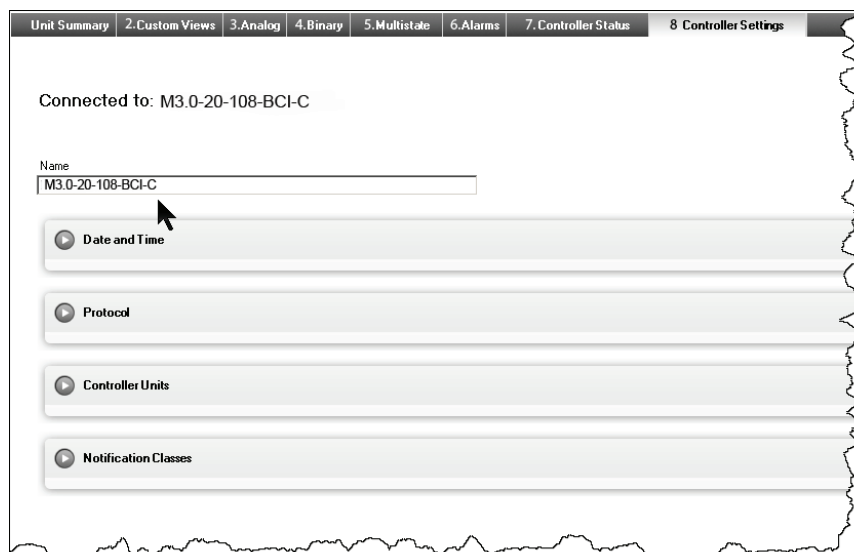 Unit Summary 2.Custom Views 3.Analog 4.Binary 5.Multistate 6.Alarms 7.Controller Status 8 Controller Settings
Connected to: M3.0-20-108-BCI-C
Name
M3.0-20-108-BCI-C
Date and Time
Protocol
Controller Units
Notification Classes